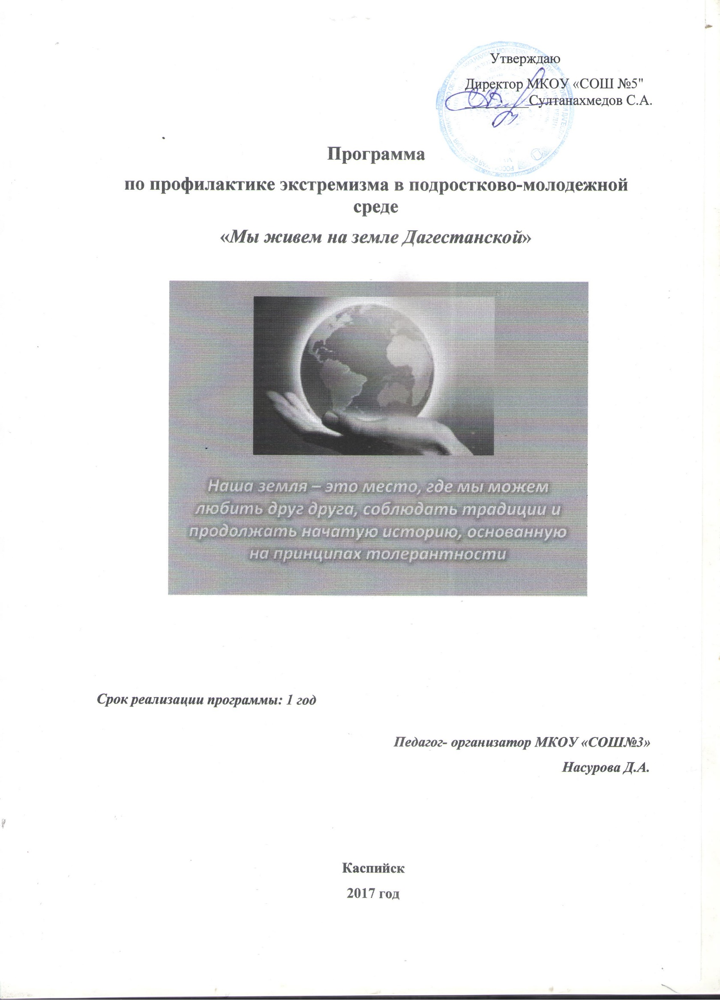 Утверждаю
Директор МКОУ «СОШ №5"
_________Султанахмедов С.А.
Программа
по профилактике экстремизма в подростково-молодежной
среде
«Мы живем на земле Дагестанской»
Наша земля – это место, где мы можем
любить друг друга, соблюдать традиции и
продолжать начатую историю, основанную
на принципах толерантности
Срок реализации программы: 1 год
Педагог- организатор МКОУ «СОШ№3»
Насурова Д.А.
Каспийск
2017 год